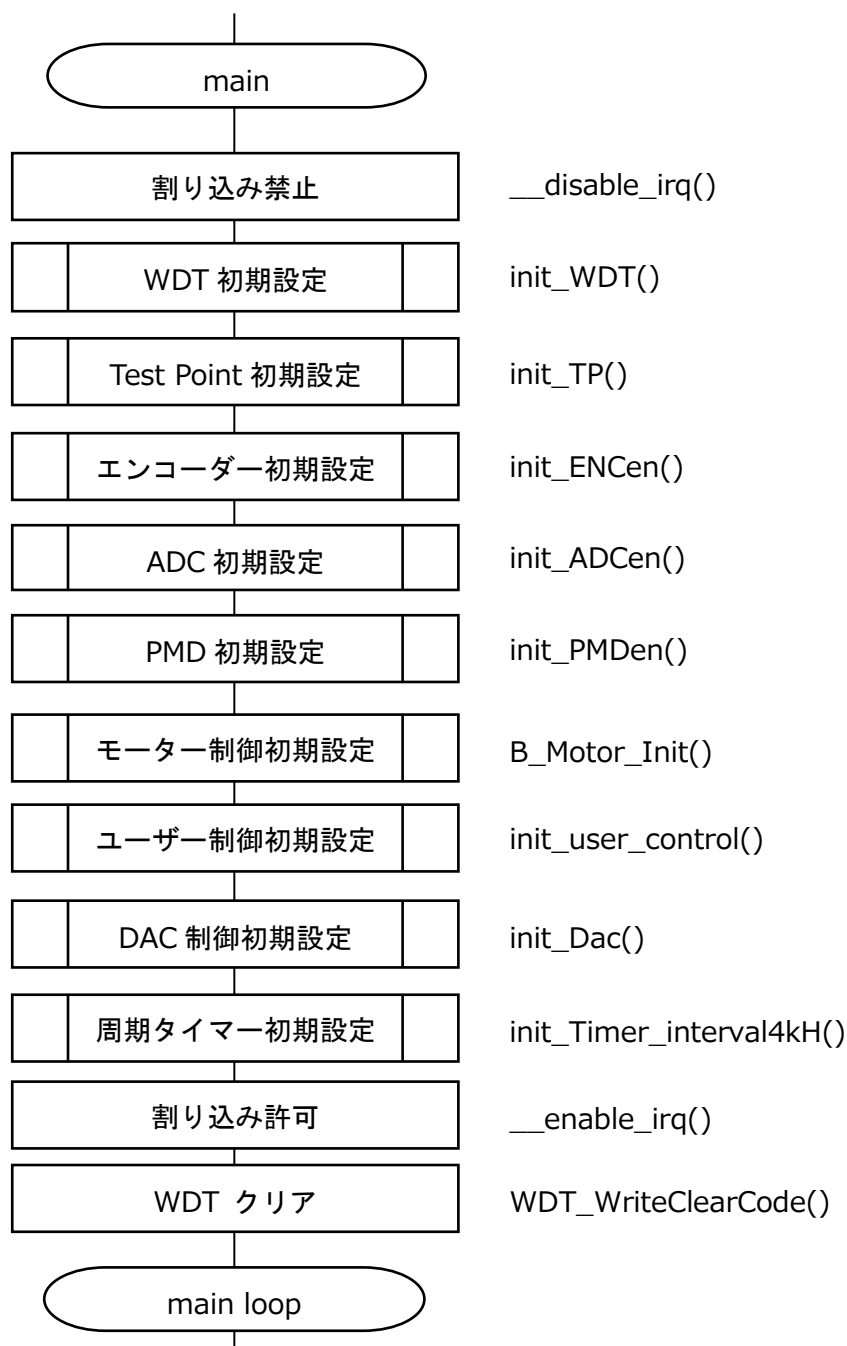 main
割り込み禁止 __disable_irq()
WDT 初期設定 init_WDT()
Test Point 初期設定 init_TP()
エンコーダー初期設定 init_ENCen()
ADC 初期設定 init_ADCen()
PMD 初期設定 init_PMDen()
モーター制御初期設定 B_Motor_Init()
ユーザー制御初期設定 init_user_control()
DAC 制御初期設定 init_Dac()
周期タイマー初期設定 init_Timer_interval4kH()
割り込み許可 __enable_irq()
WDT クリア WDT_WriteClearCode()
main loop